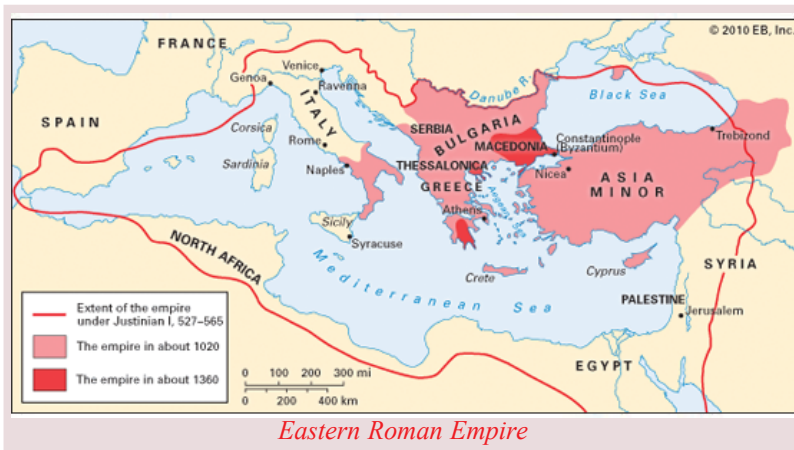 © 2010 EB, Inc.
FRANCE
Venice
Genoa
Ravenna
Danube R.
Black Sea
SPAIN
ITALY
Corsica
SERBIA
BULGARIA
Rome
MACEDONIA
Constantinople
(Byzantium)
Trebizond
Sardinia
Naples
THESSALONICA
Nicea
ASIA
MINOR
GREECE
Aegean Sea
Athens
Sicily
Syracuse
NORTH AFRICA
Mediterranean Sea
Crete
Cyprus
SYRIA
PALESTINE
Jerusalem
EGYPT
Extent of the empire
under Justinian I, 527–565
The empire in about 1020
The empire in about 1360
0 100 200 300 mi
0 200 400 km
Eastern Roman Empire